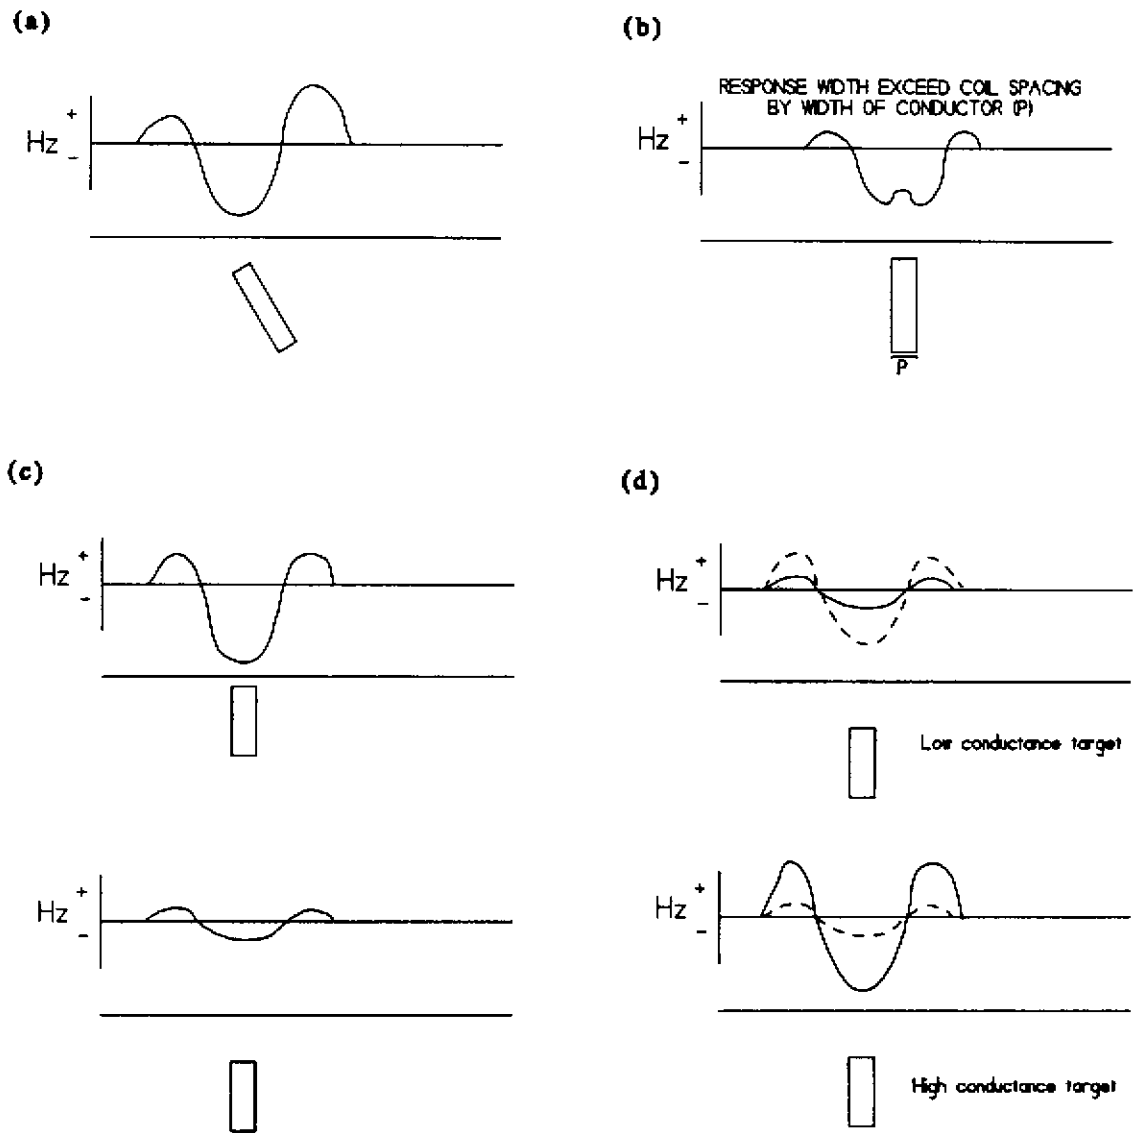 (a)
Hz + -
(b)
RESPONSE WIDTH EXCEED COIL SPACING
BY WIDTH OF CONDUCTOR (P)
Hz + -
P
(c)
Hz + -
Hz + -
(d)
Hz + -
Low conductance target
Hz + -
High conductance target